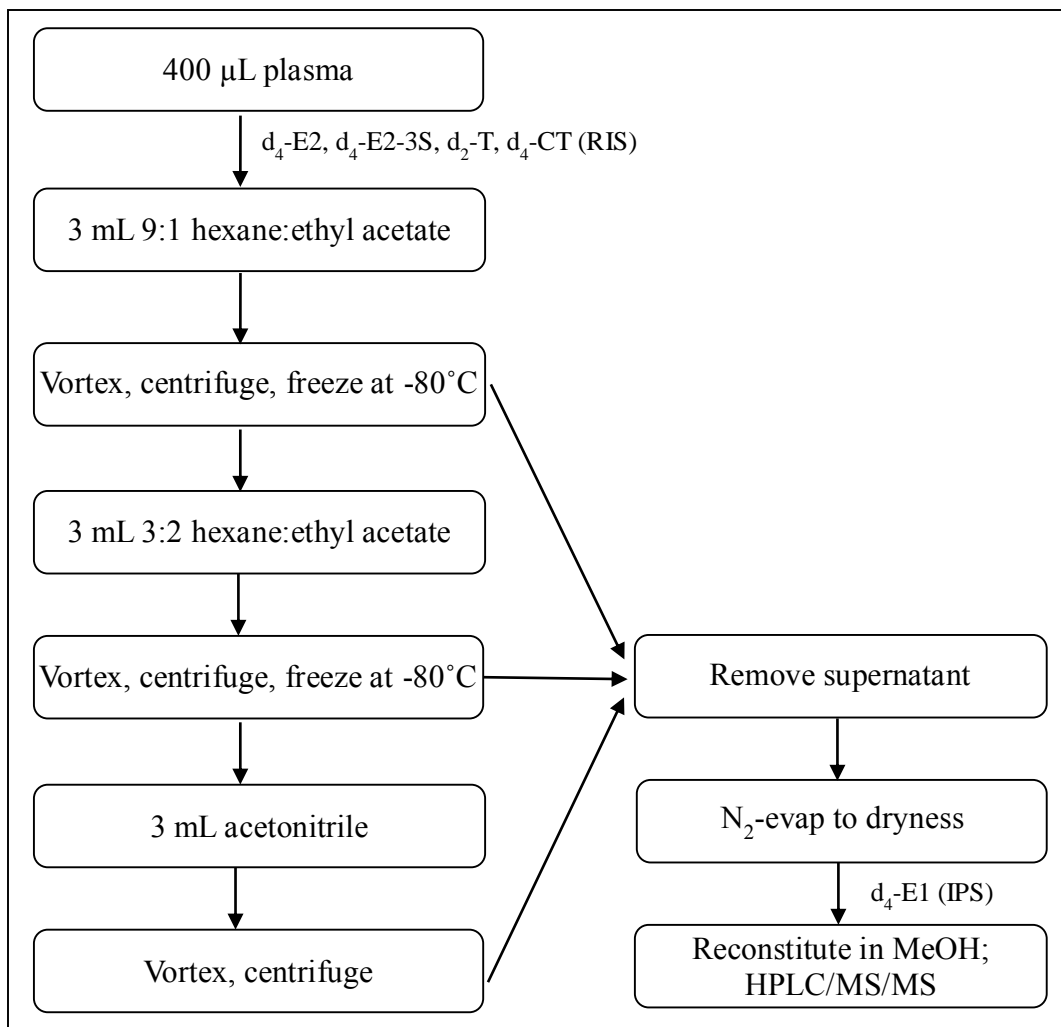 400 µL plasma
d₄-E2, d₄-E2-3S, d₂-T, d₄-CT (RIS)
3 mL 9:1 hexane:ethyl acetate
Vortex, centrifuge, freeze at -80˚C
3 mL 3:2 hexane:ethyl acetate
Vortex, centrifuge, freeze at -80˚C
3 mL acetonitrile
Vortex, centrifuge
Remove supernatant
N₂-evap to dryness
d₄-E1 (IPS)
Reconstitute in MeOH;
HPLC/MS/MS